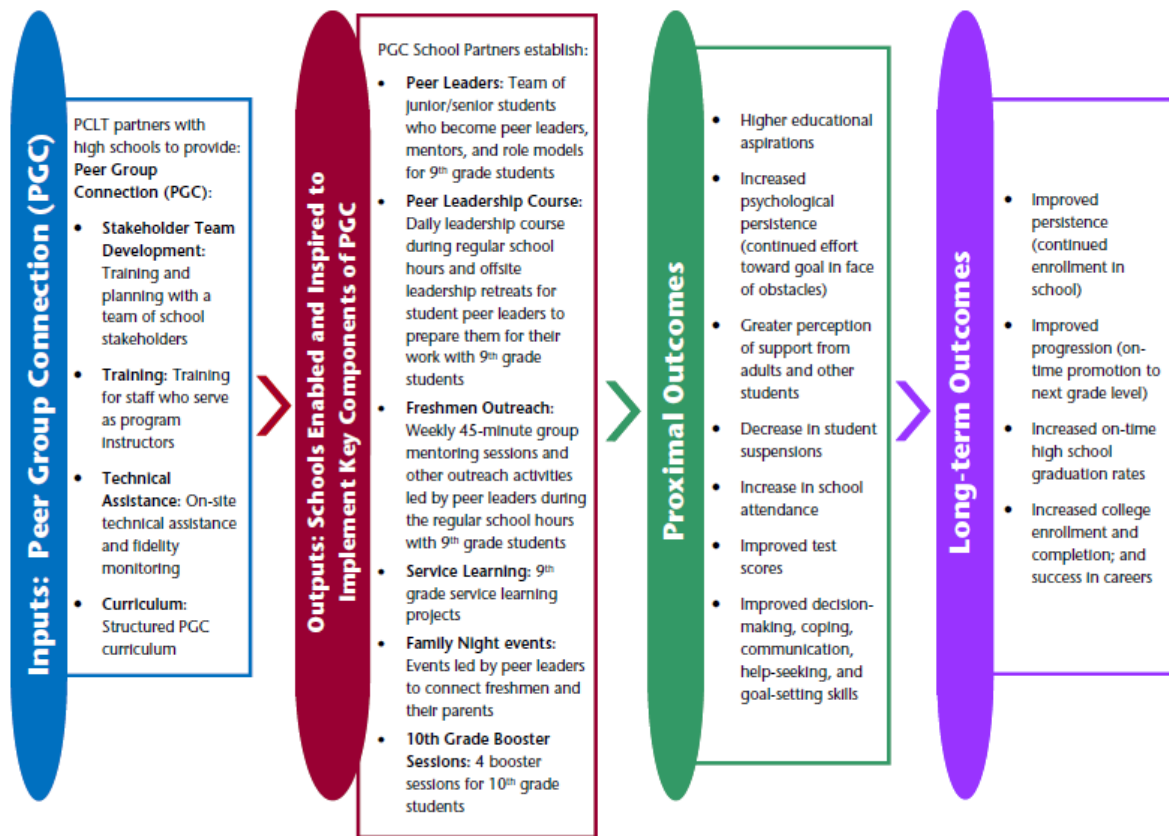 Inputs: Peer Group Connection (PGC)
PCLT partners with
high schools to provide:
Peer Group
Connection (PGC):
• Stakeholder Team
Development:
Training and
planning with a
team of school
stakeholders
• Training: Training
for staff who serve
as program
instructors
• Technical
Assistance: On-site
technical assistance
and fidelity
monitoring
• Curriculum:
Structured PGC
curriculum
Outputs: Schools Enabled and Inspired to
Implement Key Components of PGC
PGC School Partners establish:
• Peer Leaders: Team of
junior/senior students
who become peer leaders,
mentors, and role models
for 9th grade students
• Peer Leadership Course:
Daily leadership course
during regular school
hours and offsite
leadership retreats for
student peer leaders to
prepare them for their
work with 9th grade
students
• Freshmen Outreach:
Weekly 45-minute group
mentoring sessions and
other outreach activities
led by peer leaders during
the regular school hours
with 9th grade students
• Service Learning: 9th
grade service learning
projects
• Family Night events:
Events led by peer leaders
to connect freshmen and
their parents
• 10th Grade Booster
Sessions: 4 booster
sessions for 10th grade
students
Proximal Outcomes
• Higher educational
aspirations
• Increased
psychological
persistence
(continued effort
toward goal in face
of obstacles)
• Greater perception
of support from
adults and other
students
• Decrease in student
suspensions
• Increase in school
attendance
• Improved test
scores
• Improved decision-
making, coping,
communication,
help-seeking, and
goal-setting skills
Long-term Outcomes
• Improved
persistence
(continued
enrollment in
school)
• Improved
progression (on-
time promotion to
next grade level)
• Increased on-time
high school
graduation rates
• Increased college
enrollment and
completion; and
success in careers